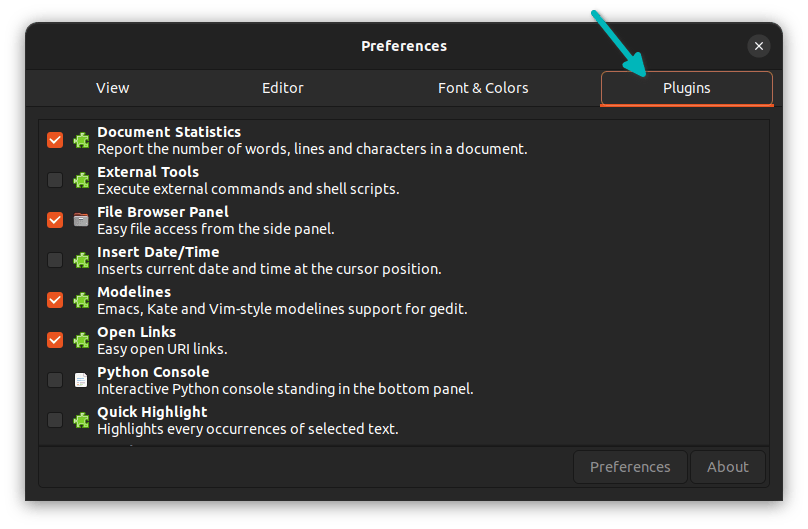 Preferences
View
Editor
Font & Colors
Plugins
Document Statistics
Report the number of words, lines and characters in a document.
External Tools
Execute external commands and shell scripts.
File Browser Panel
Easy file access from the side panel.
Insert Date/Time
Inserts current date and time at the cursor position.
Modelines
Emacs, Kate and Vim-style modelines support for gedit.
Open Links
Easy open URI links.
Python Console
Interactive Python console standing in the bottom panel.
Quick Highlight
Highlights every occurrences of selected text.
Preferences
About